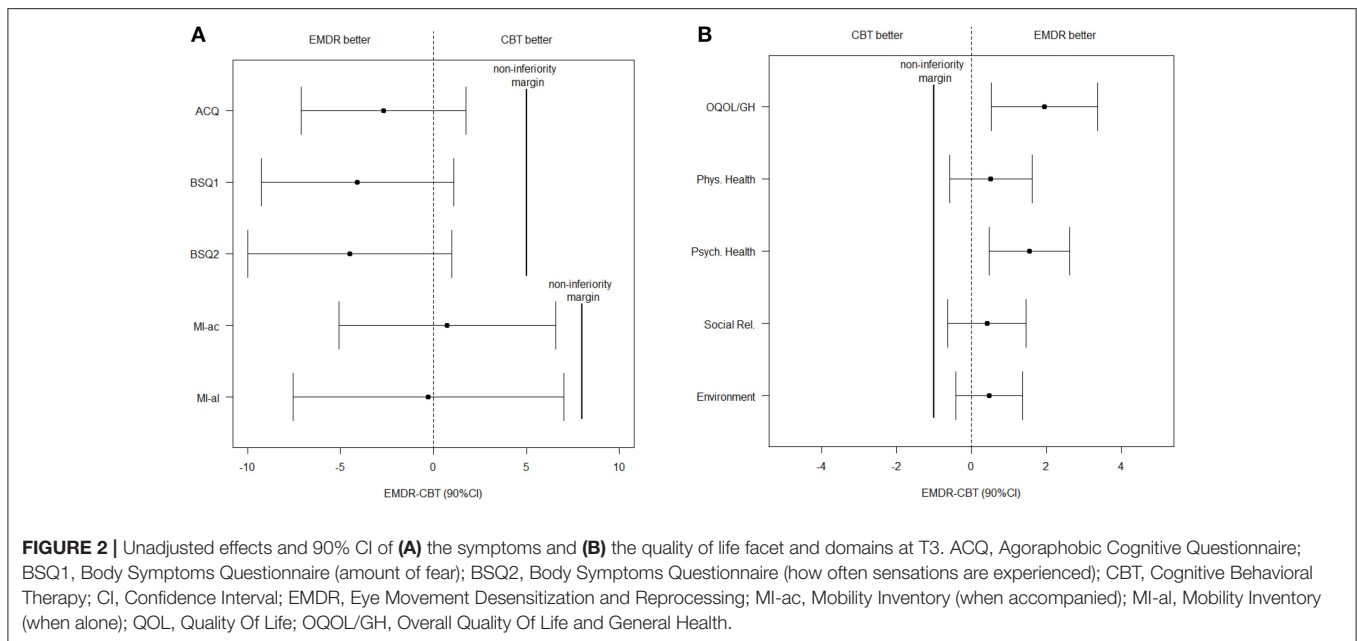 A
EMDR better
CBT better
non-inferiority
margin
ACQ
BSQ1
BSQ2
non-inferiority
margin
MI-ac
MI-al
-10
-5
0
5
10
EMDR-CBT (90%CI)
B
CBT better
EMDR better
non-inferiority
margin
OQOL/GH
Phys. Health
Psych. Health
Social Rel.
Environment
-4
-2
0
2
4
EMDR-CBT (90%CI)
FIGURE 2 | Unadjusted effects and 90% CI of (A) the symptoms and (B) the quality of life facet and domains at T3. ACQ, Agoraphobic Cognitive Questionnaire;
BSQ1, Body Symptoms Questionnaire (amount of fear); BSQ2, Body Symptoms Questionnaire (how often sensations are experienced); CBT, Cognitive Behavioral
Therapy; CI, Confidence Interval; EMDR, Eye Movement Desensitization and Reprocessing; MI-ac, Mobility Inventory (when accompanied); MI-al, Mobility Inventory
(when alone); QOL, Quality Of Life; OQOL/GH, Overall Quality Of Life and General Health.